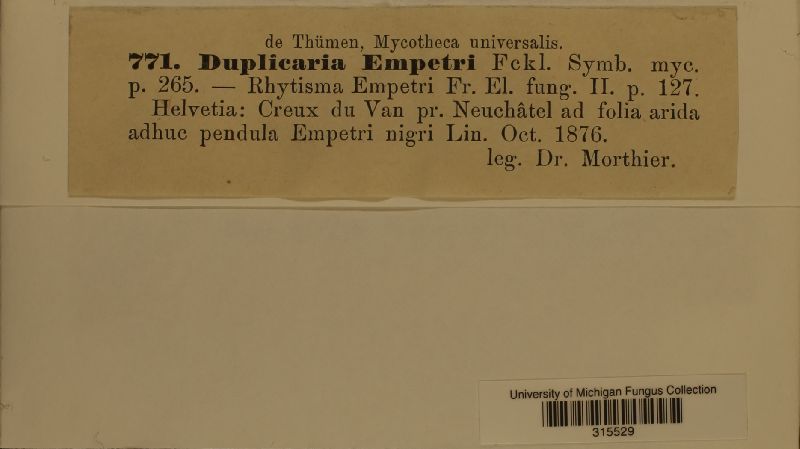 de Thümen, Mycotheca universalis.
771. Duplicaria Empetri Fckl. Symb. myc.
p. 265. — Rhytisma Empetri Fr. El. fung. II. p. 127.
Helvetia: Creux du Van pr. Neuchâtel ad folia arida
adhuc pendula Empetri nigri Lin. Oct. 1876.
leg. Dr. Morthier.
University of Michigan Fungus Collection
315529